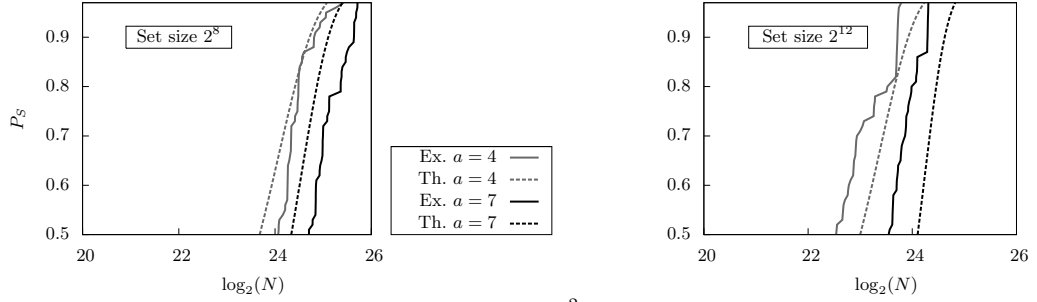 Set size 2^8
0.9
0.8
0.7
0.6
0.5
P_S
20
22
24
26
log_2(N)
Ex. a = 4
Th. a = 4
Ex. a = 7
Th. a = 7
Set size 2^12
0.9
0.8
0.7
0.6
0.5
20
22
24
26
log_2(N)